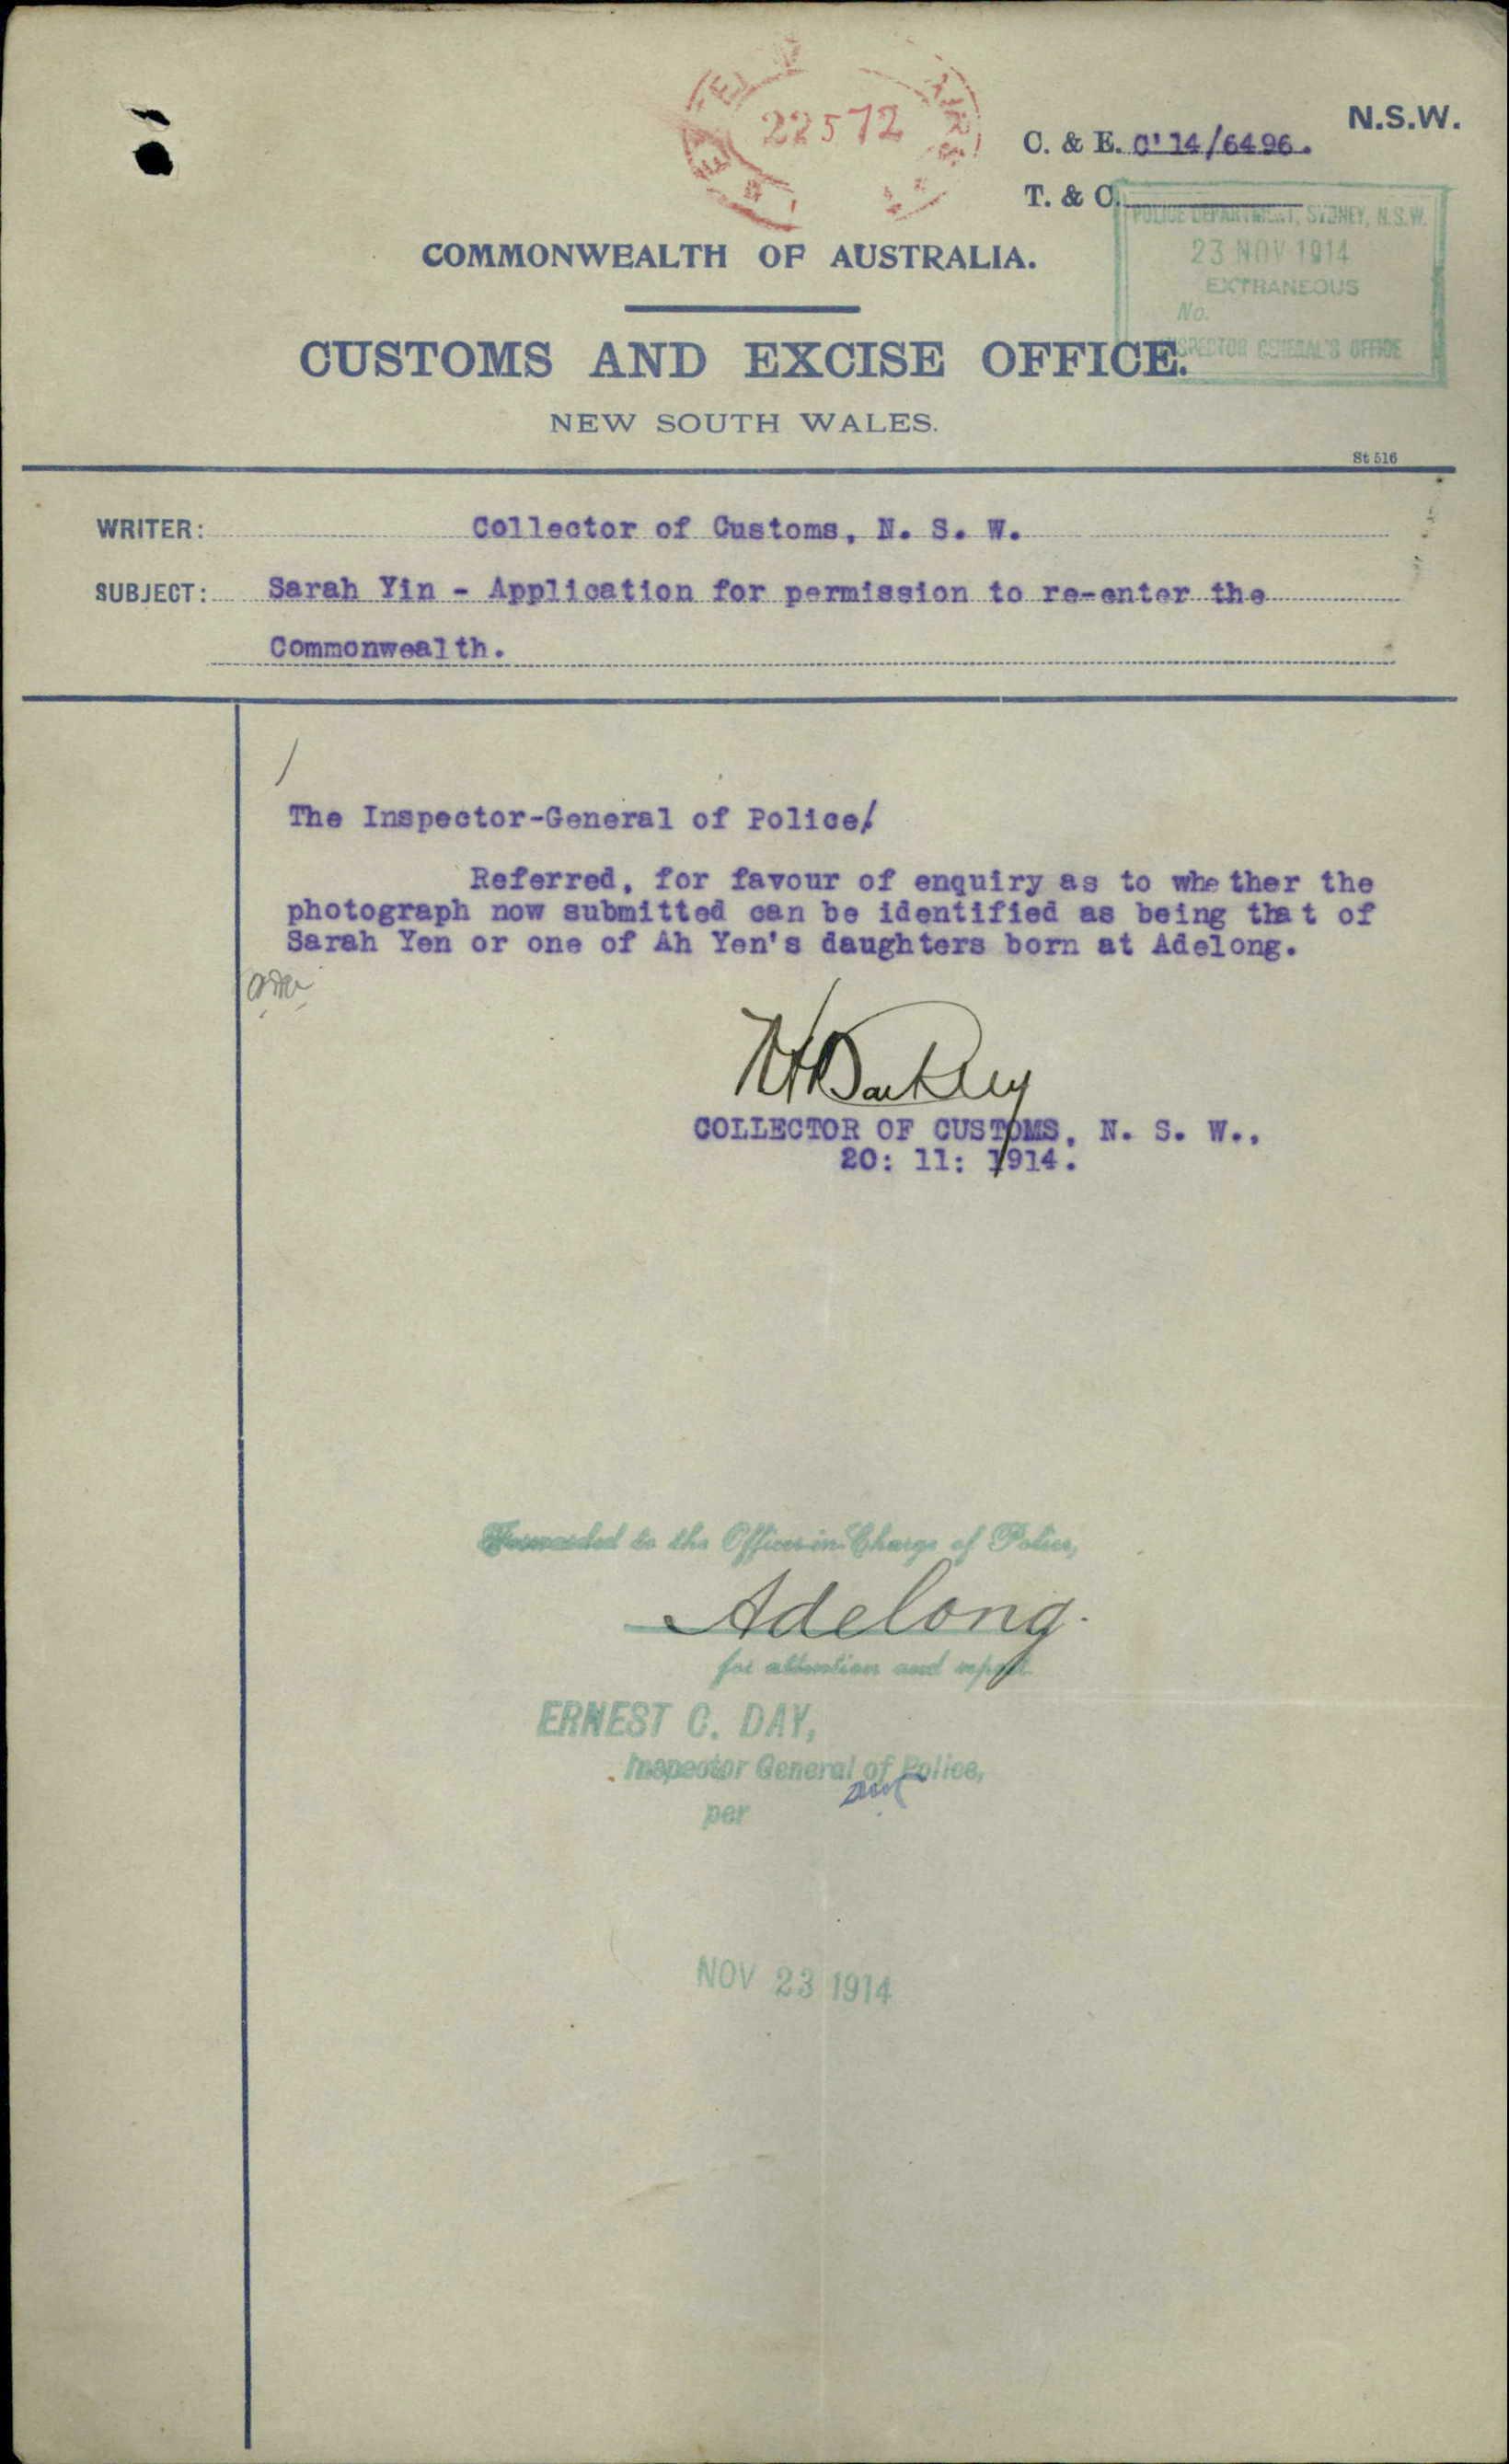 22572
N.S.W.
C. & E. C'14/6496.
T. & C.
POLICE DEPARTMENT, SYDNEY, N.S.W.
23 NOV 1914
EXTRANEOUS
No.
INSPECTOR GENERAL'S OFFICE
COMMONWEALTH OF AUSTRALIA.
CUSTOMS AND EXCISE OFFICE.
NEW SOUTH WALES.
St 516
WRITER: Collector of Customs, N. S. W.
SUBJECT: Sarah Yin - Application for permission to re-enter the
Commonwealth.
The Inspector-General of Police/
Referred, for favour of enquiry as to whether the
photograph now submitted can be identified as being that of
Sarah Yen or one of Ah Yen's daughters born at Adelong.
COLLECTOR OF CUSTOMS, N. S. W.,
20: 11: 1914.
Forwarded to the Officer-in-Charge of Police,
Adelong.
for attention and report.
ERNEST C. DAY,
Inspector General of Police,
per
NOV 23 1914